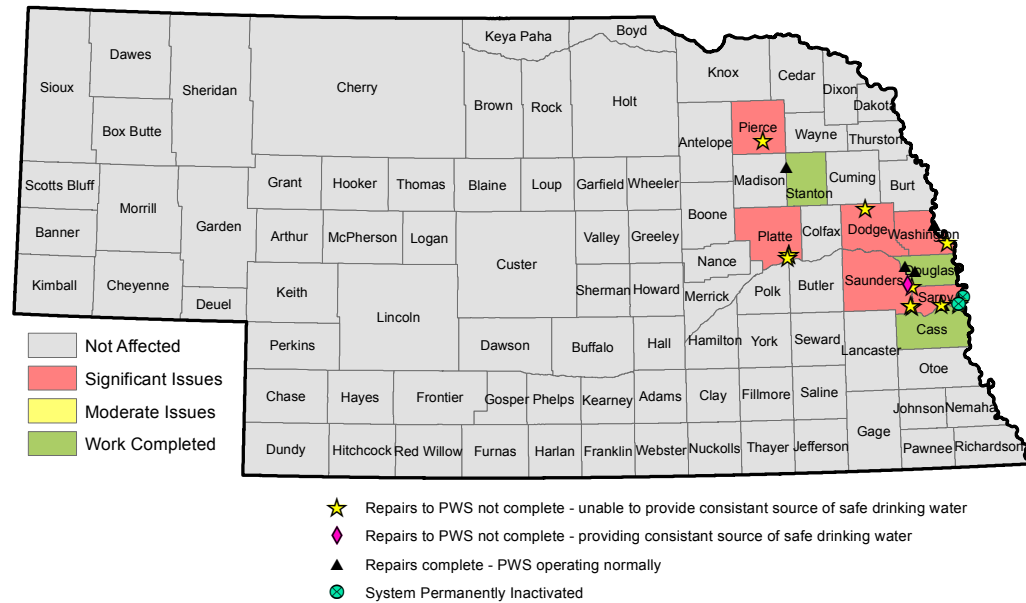 Keya Paha
Boyd
Dawes
Sioux
Sheridan
Cherry
Knox
Cedar
Dixon
Dakota
Brown
Rock
Holt
Box Butte
Antelope
Pierce
Wayne
Thurston
Scotts Bluff
Grant
Hooker
Thomas
Blaine
Loup
Garfield
Wheeler
Madison
Stanton
Cuming
Burt
Morrill
Garden
Boone
Banner
Arthur
McPherson
Logan
Custer
Valley
Greeley
Platte
Colfax
Dodge
Washington
Nance
Kimball
Cheyenne
Deuel
Keith
Sherman
Howard
Merrick
Polk
Butler
Saunders
Douglas
Sarpy
Lincoln
Cass
Perkins
Dawson
Buffalo
Hall
Hamilton
York
Seward
Lancaster
Otoe
Chase
Hayes
Frontier
Gosper
Phelps
Kearney
Adams
Clay
Fillmore
Saline
Johnson
Nemaha
Gage
Dundy
Hitchcock
Red Willow
Furnas
Harlan
Franklin
Webster
Nuckolls
Thayer
Jefferson
Pawnee
Richardson
Not Affected
Significant Issues
Moderate Issues
Work Completed
Repairs to PWS not complete - unable to provide consistant source of safe drinking water
Repairs to PWS not complete - providing consistant source of safe drinking water
Repairs complete - PWS operating normally
System Permanently Inactivated